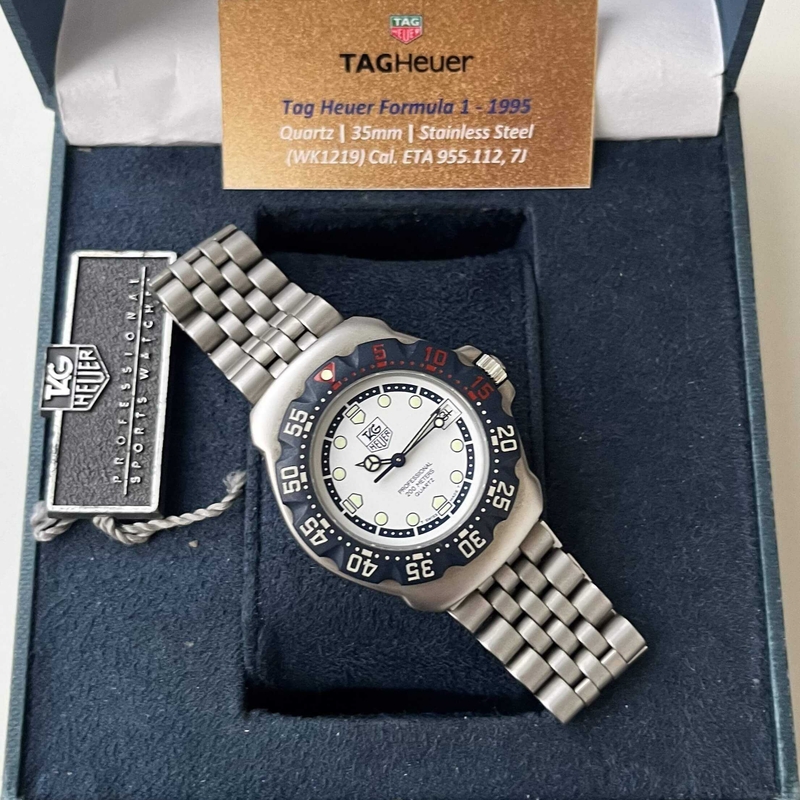 TAG
HEUER
TAGHeuer
Tag Heuer Formula 1 - 1995
Quartz | 35mm | Stainless Steel
(WK1219) Cal. ETA 955.112, 7J
TAG
HEUER
PROFESSIONAL
SPORTS WATCHES
5
10
15
20
25
30
35
40
45
50
55
TAG
HEUER
PROFESSIONAL
200 METERS
QUARTZ